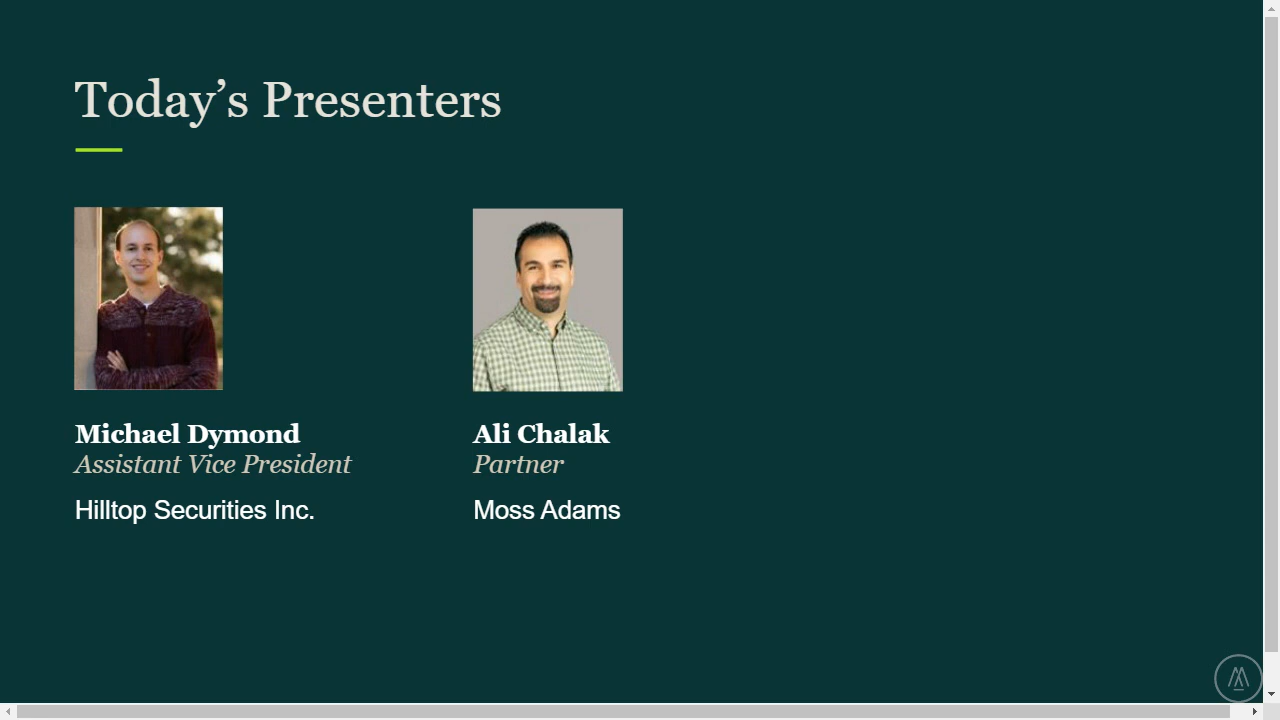 Today’s Presenters
Michael Dymond
Assistant Vice President
Hilltop Securities Inc.
Ali Chalak
Partner
Moss Adams